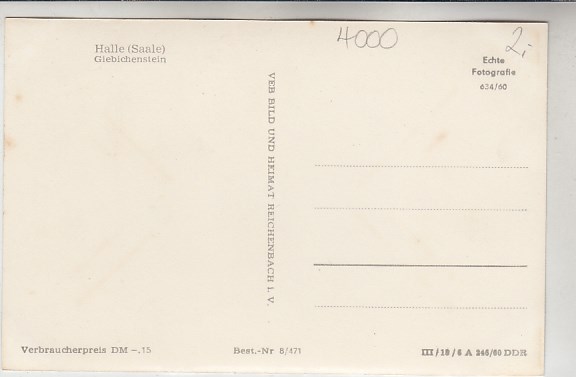 4000
2,-
Halle (Saale)
Giebichenstein
Echte
Fotografie
634/60
VEB BILD UND HEIMAT REICHENBACH I. V.
Verbraucherpreis DM –.15
Best.-Nr 8/471
III/18/6 A 246/60 DDR